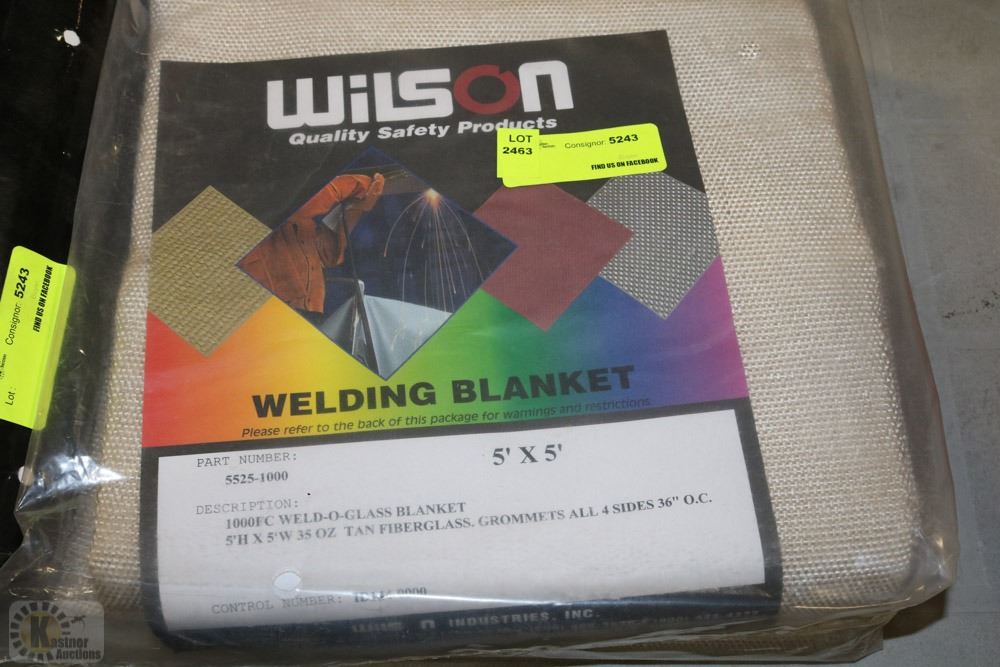 WiLSON
Quality Safety Products
LOT
2463
Consignor: 5243
FIND US ON FACEBOOK
Lot :
Consignor: 5243
FIND US ON FACEBOOK
WELDING BLANKET
Please refer to the back of this package for warnings and restrictions
PART NUMBER:
5' X 5'
5525-1000
DESCRIPTION:
1000FC WELD-O-GLASS BLANKET
5'H X 5'W 35 OZ TAN FIBERGLASS. GROMMETS ALL 4 SIDES 36" O.C.
CONTROL NUMBER:
INDUSTRIES, INC.
Kastner
Auctions